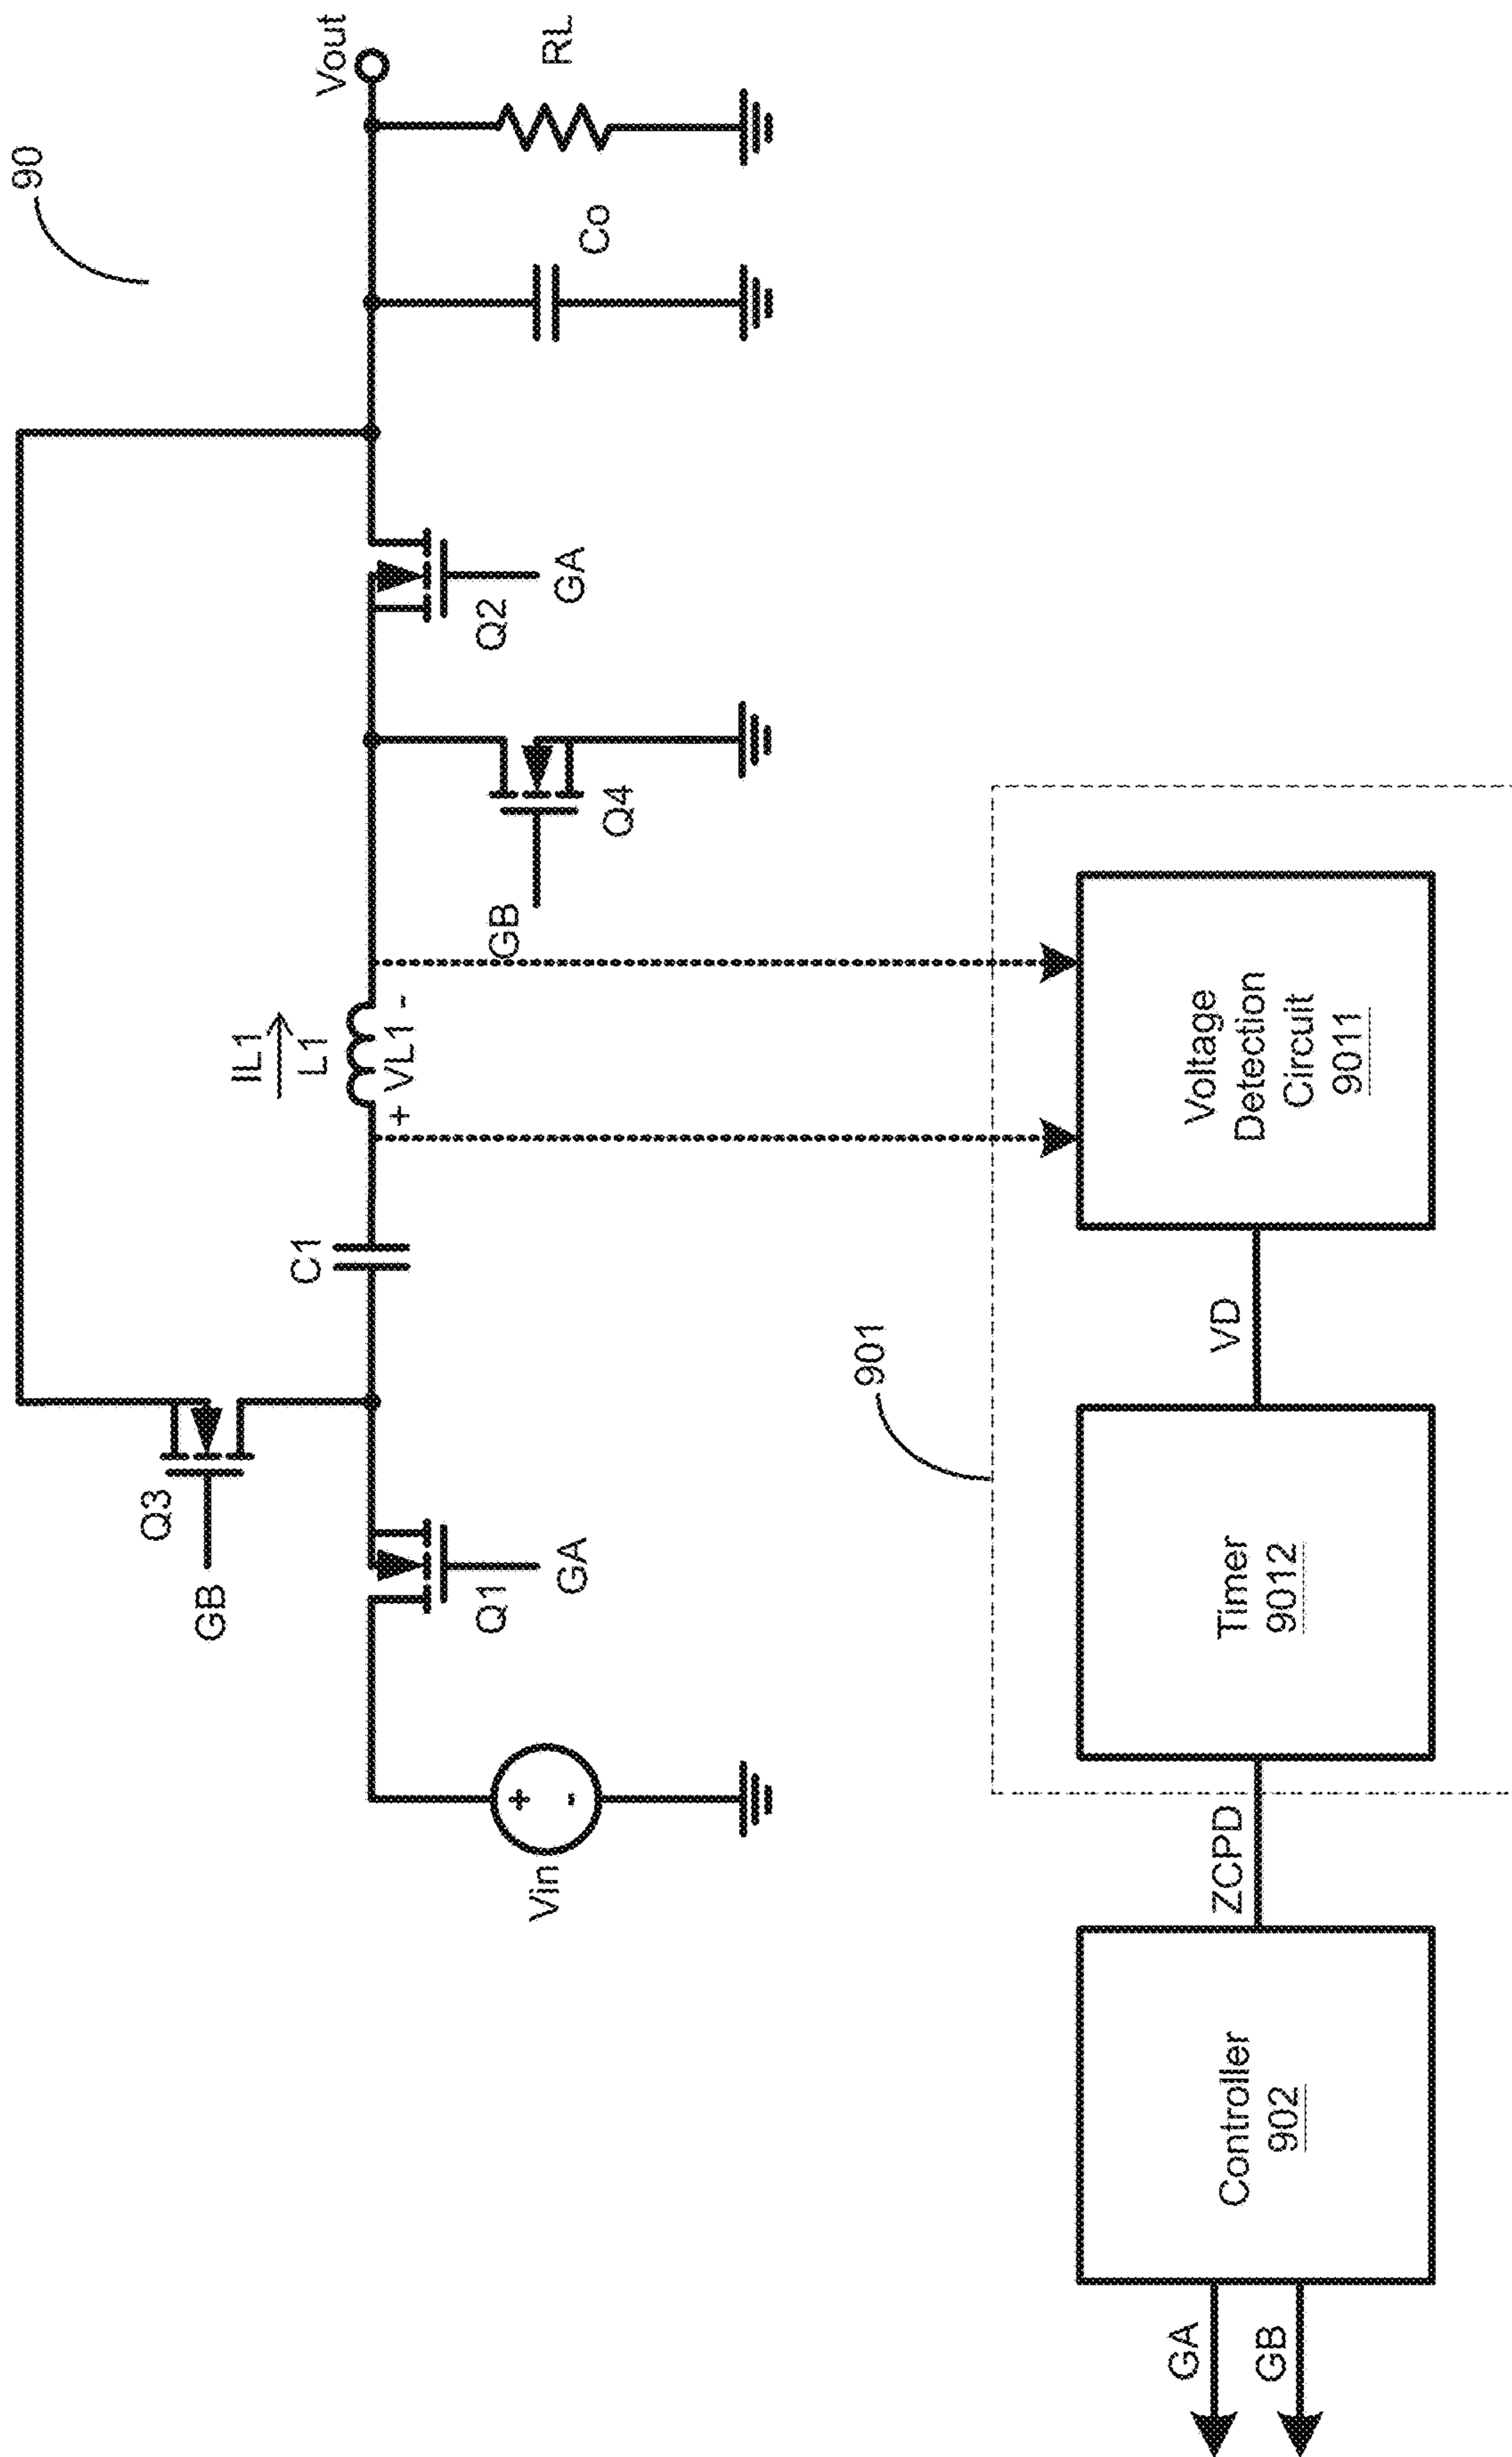 90
Vout
GB
Q3
IL1
L1
C1
+ VL1 -
Vin
+
-
Q1
GA
GB
Q4
Q2
GA
Co
RL
901
GA
GB
Controller
902
ZCPD
Timer
9012
VD
Voltage
Detection
Circuit
9011